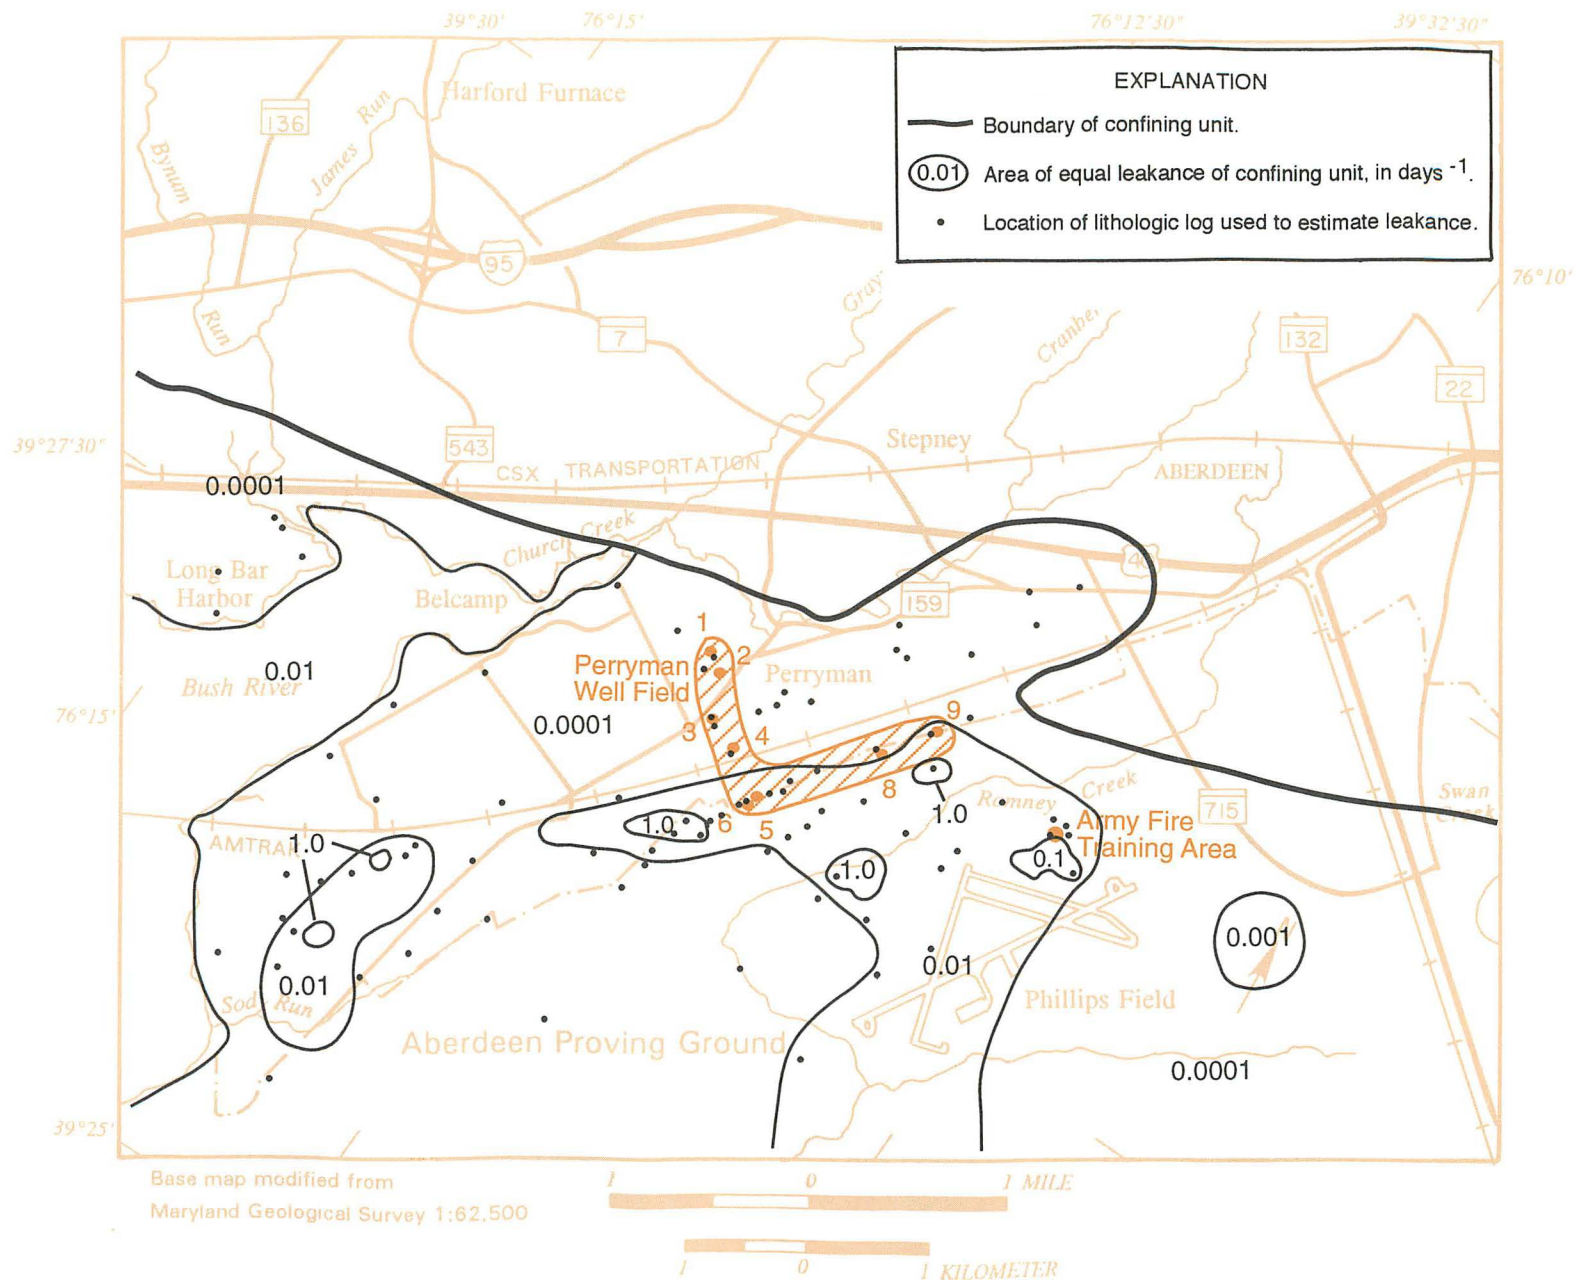 39°30' 76°15' 76°12'30" 39°32'30"
EXPLANATION
Boundary of confining unit.
0.01 Area of equal leakance of confining unit, in days -1.
Location of lithologic log used to estimate leakance.
Harford Furnace
136
James Run
Bynum
Run
95
76°10'
7
132
22
39°27'30"
543
CSX TRANSPORTATION
Stepney
ABERDEEN
0.0001
Church Creek
Long Bar
Harbor
Belcamp
159
1
2
Perryman
Well Field
Perryman
0.01
Bush River
76°15'
0.0001
3
4
9
8
1.0
Romney Creek
715
Swan
Creek
1.0
6
5
Army Fire
Training Area
AMTRAK
1.0
0.1
1.0
0.001
0.01
0.01
Sod Run
Phillips Field
Aberdeen Proving Ground
0.0001
39°25'
Base map modified from
Maryland Geological Survey 1:62,500
1 0 1 MILE
1 0 1 KILOMETER